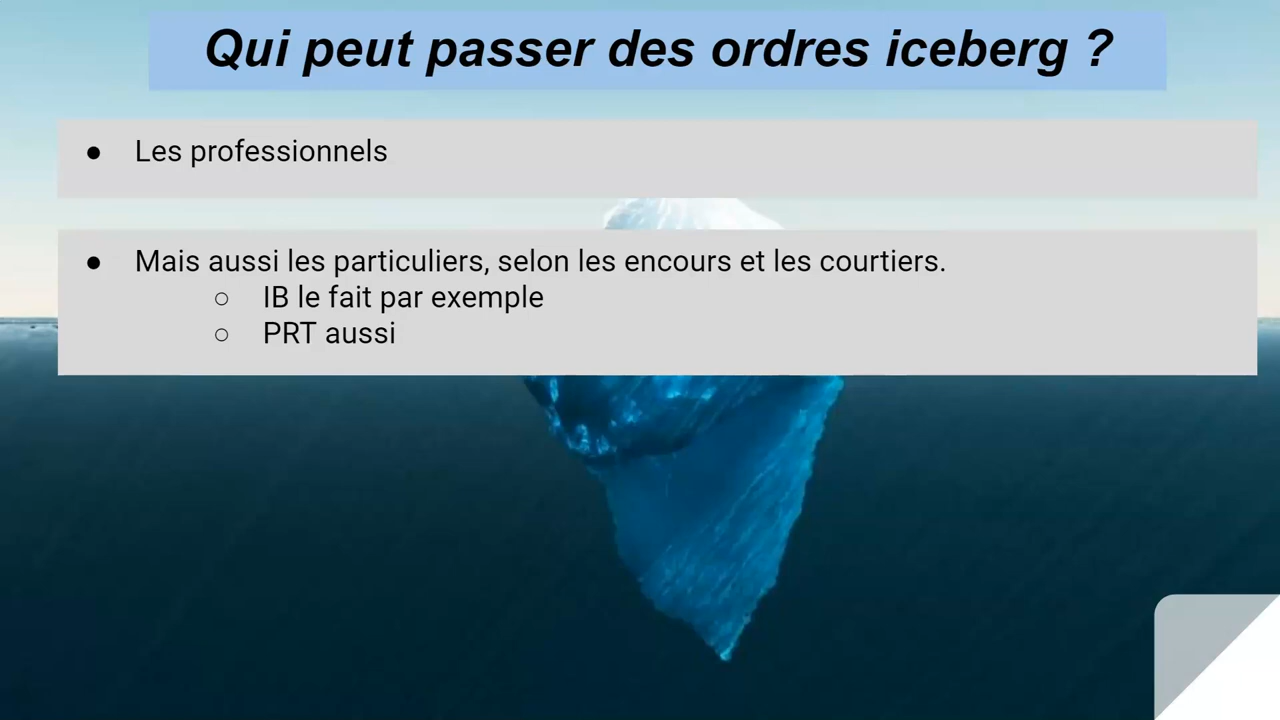 Qui peut passer des ordres iceberg ?
● Les professionnels
● Mais aussi les particuliers, selon les encours et les courtiers.
○ IB le fait par exemple
○ PRT aussi